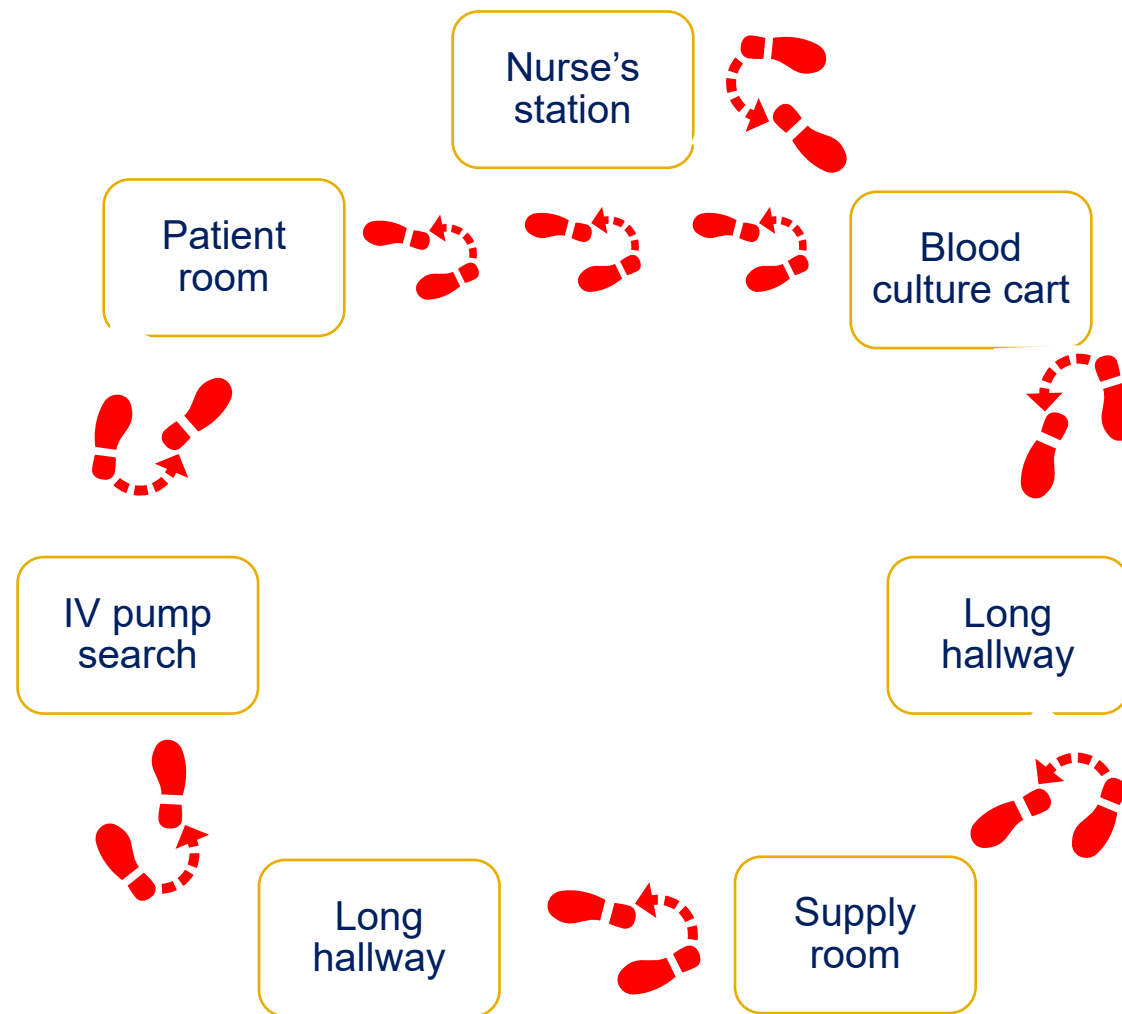 Nurse’s
station
Patient
room
Blood
culture cart
IV pump
search
Long
hallway
Long
hallway
Supply
room